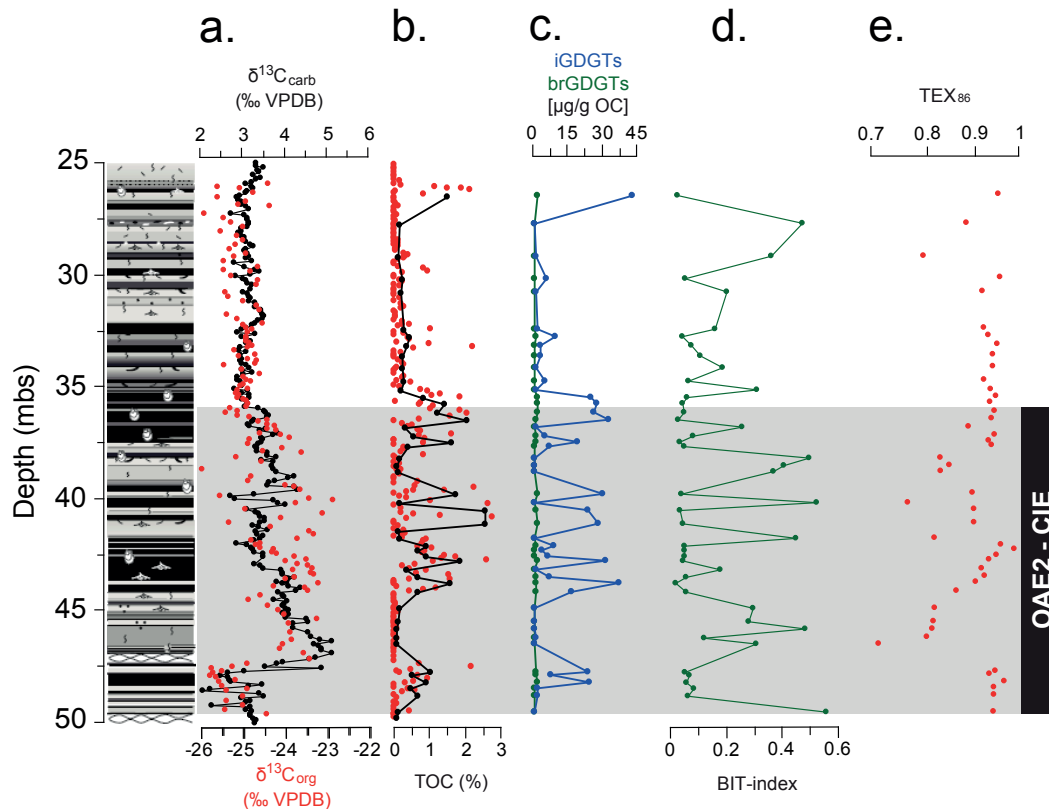 a. b. c. d. e.
δ13Ccarb
(‰ VPDB)
iGDGTs
brGDGTs
[µg/g OC]
TEX86
2 3 4 5 6
0 15 30 45
0.7 0.8 0.9 1
25
30
35
40
45
50
Depth (mbs)
OAE2 - CIE
-26 -25 -24 -23 -22
0 1 2 3
0 0.2 0.4 0.6
δ13Corg
(‰ VPDB)
TOC (%)
BIT-index